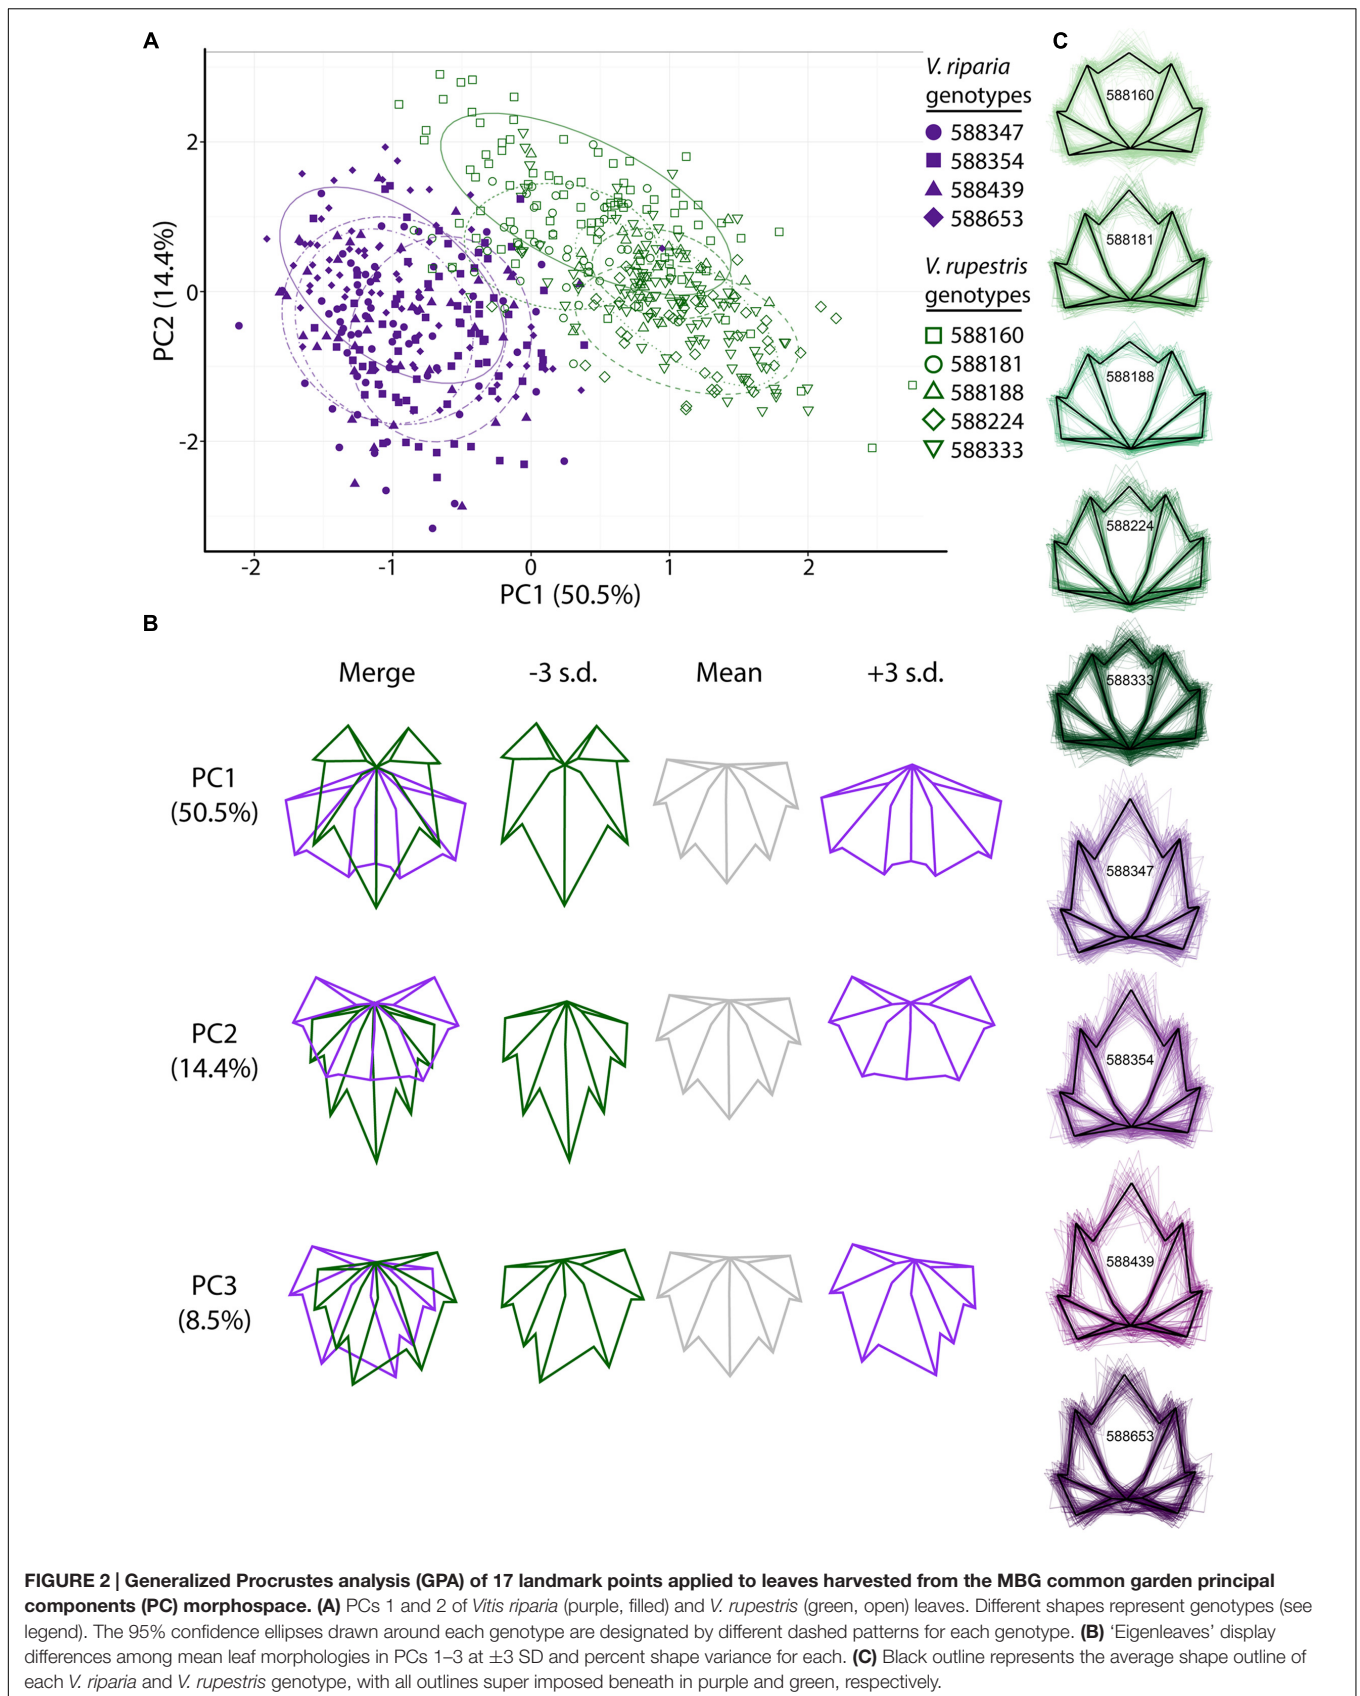 A
C
V. riparia
genotypes
588347
588354
588439
588653
V. rupestris
genotypes
588160
588181
588188
588224
588333
2
0
-2
PC2 (14.4%)
-2
-1
0
1
2
PC1 (50.5%)
B
Merge
-3 s.d.
Mean
+3 s.d.
PC1
(50.5%)
PC2
(14.4%)
PC3
(8.5%)
588160
588181
588188
588224
588333
588347
588354
588439
588653
FIGURE 2 | Generalized Procrustes analysis (GPA) of 17 landmark points applied to leaves harvested from the MBG common garden principal
components (PC) morphospace. (A) PCs 1 and 2 of Vitis riparia (purple, filled) and V. rupestris (green, open) leaves. Different shapes represent genotypes (see
legend). The 95% confidence ellipses drawn around each genotype are designated by different dashed patterns for each genotype. (B) ‘Eigenleaves’ display
differences among mean leaf morphologies in PCs 1–3 at ±3 SD and percent shape variance for each. (C) Black outline represents the average shape outline of
each V. riparia and V. rupestris genotype, with all outlines super imposed beneath in purple and green, respectively.